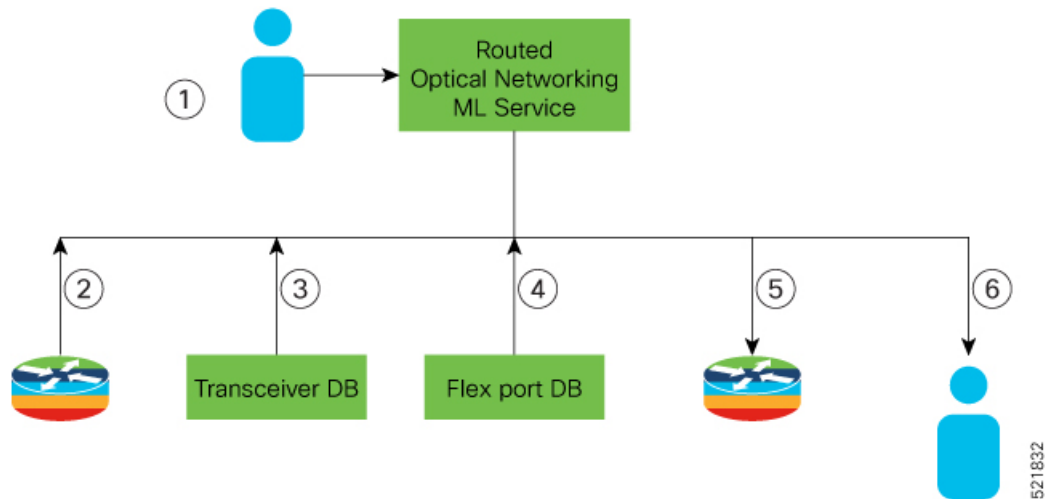 Routed
Optical Networking
ML Service
1
2
3
4
5
6
Transceiver DB
Flex port DB
521832